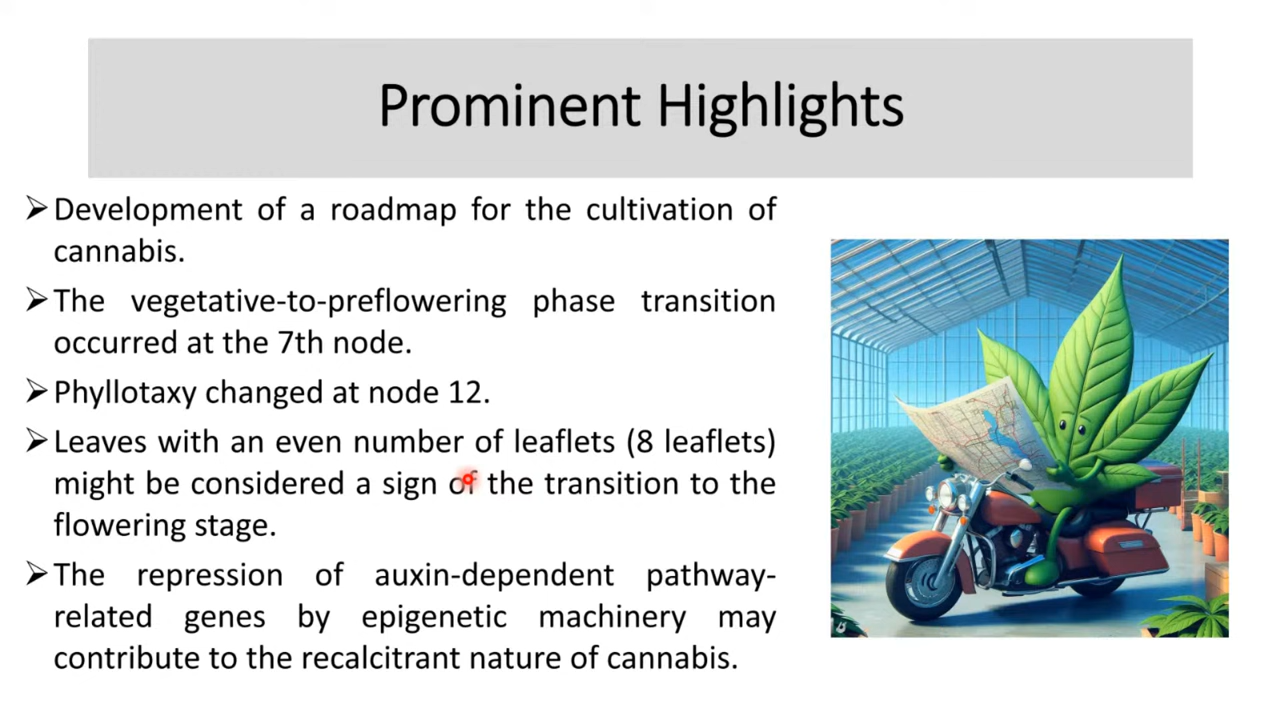 Prominent Highlights
Development of a roadmap for the cultivation of
cannabis.
The vegetative-to-preflowering phase transition
occurred at the 7th node.
Phyllotaxy changed at node 12.
Leaves with an even number of leaflets (8 leaflets)
might be considered a sign of the transition to the
flowering stage.
The repression of auxin-dependent pathway-
related genes by epigenetic machinery may
contribute to the recalcitrant nature of cannabis.